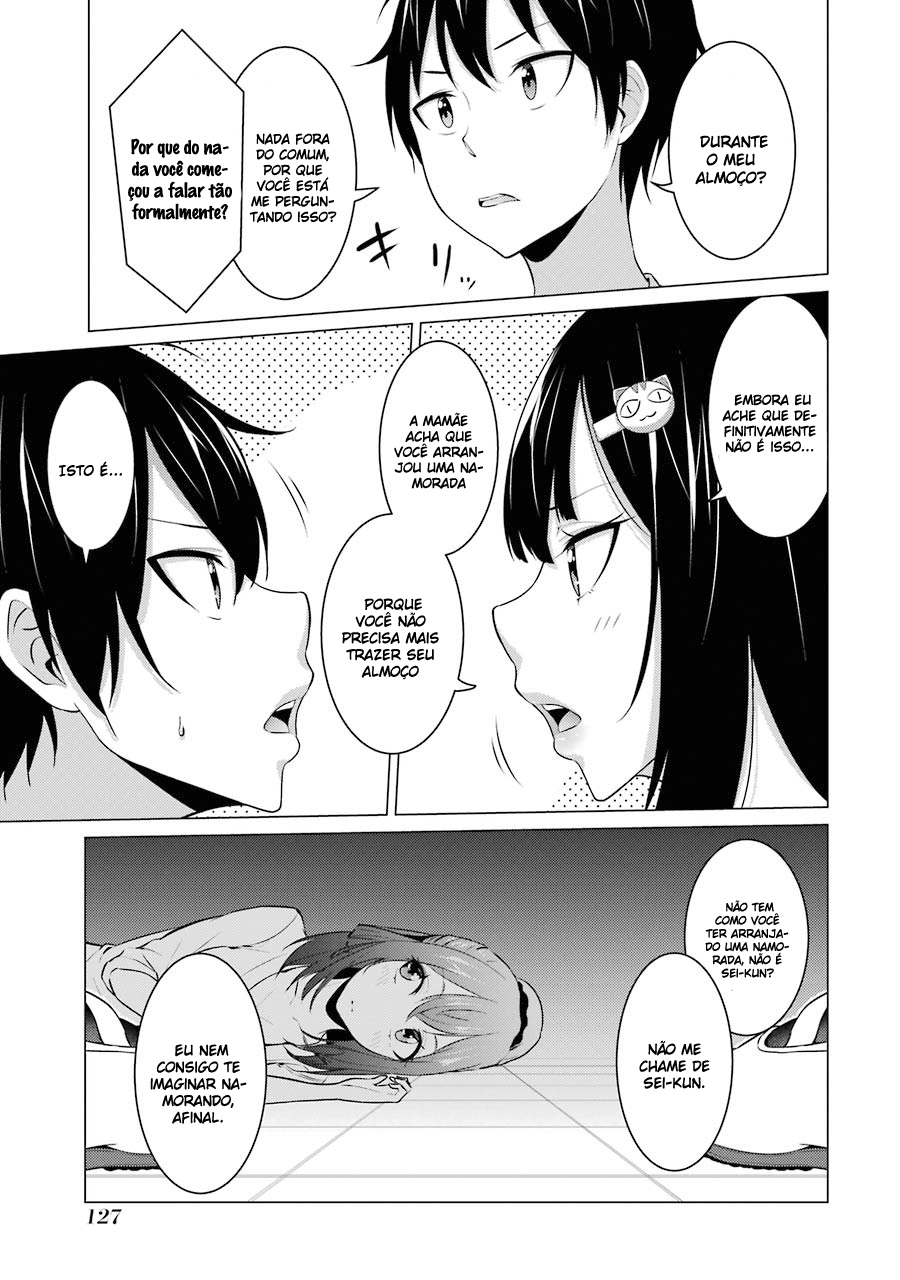 DURANTE
O MEU
ALMOÇO?
NADA FORA
DO COMUM,
POR QUE
VOCÊ ESTÁ
ME PERGUN-
TANDO ISSO?
Por que do na-
da você come-
çou a falar tão
formalmente?
キリッ
EMBORA EU
ACHE QUE DE-
FINITIVAMENTE
NÃO É ISSO...
A MAMÃE
ACHA QUE
VOCÊ ARRAN-
JOU UMA NA-
MORADA
PORQUE
VOCÊ NÃO
PRECISA MAIS
TRAZER SEU
ALMOÇO
ISTO É...
NÃO TEM
COMO VOCÊ
TER ARRANJA-
DO UMA NAMO-
RADA, NÃO É
SEI-KUN?
NÃO ME
CHAME DE
SEI-KUN.
EU NEM
CONSIGO TE
IMAGINAR NA-
MORANDO,
AFINAL.
127